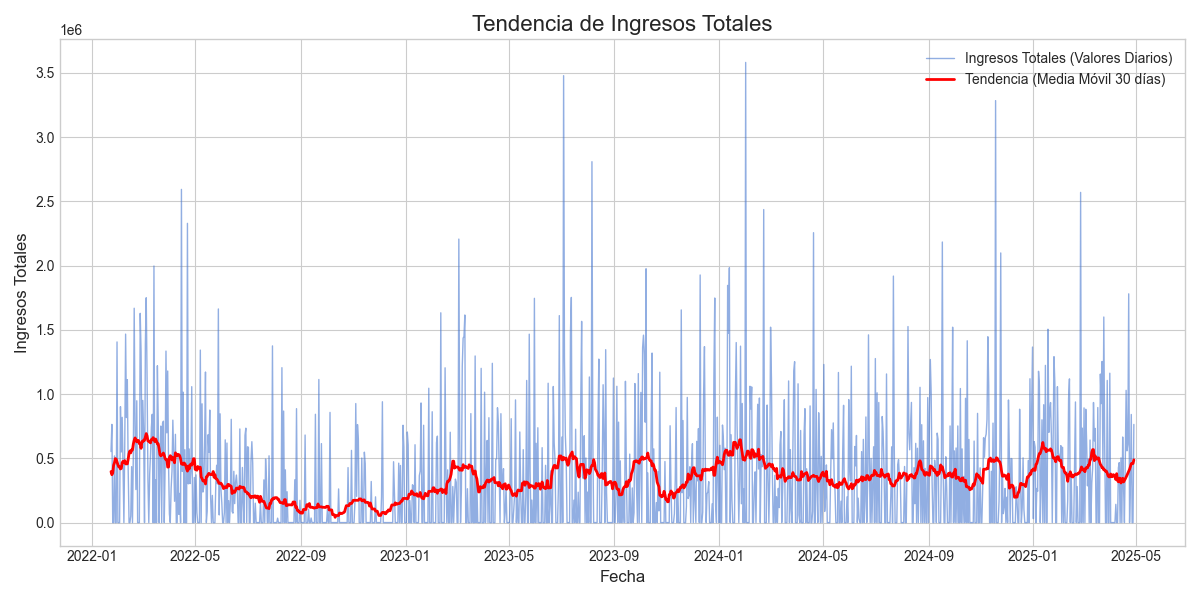 Tendencia de Ingresos Totales
1e6
Ingresos Totales (Valores Diarios)
Tendencia (Media Móvil 30 días)
Ingresos Totales
3.5
3.0
2.5
2.0
1.5
1.0
0.5
0.0
2022-01 2022-05 2022-09 2023-01 2023-05 2023-09 2024-01 2024-05 2024-09 2025-01 2025-05
Fecha